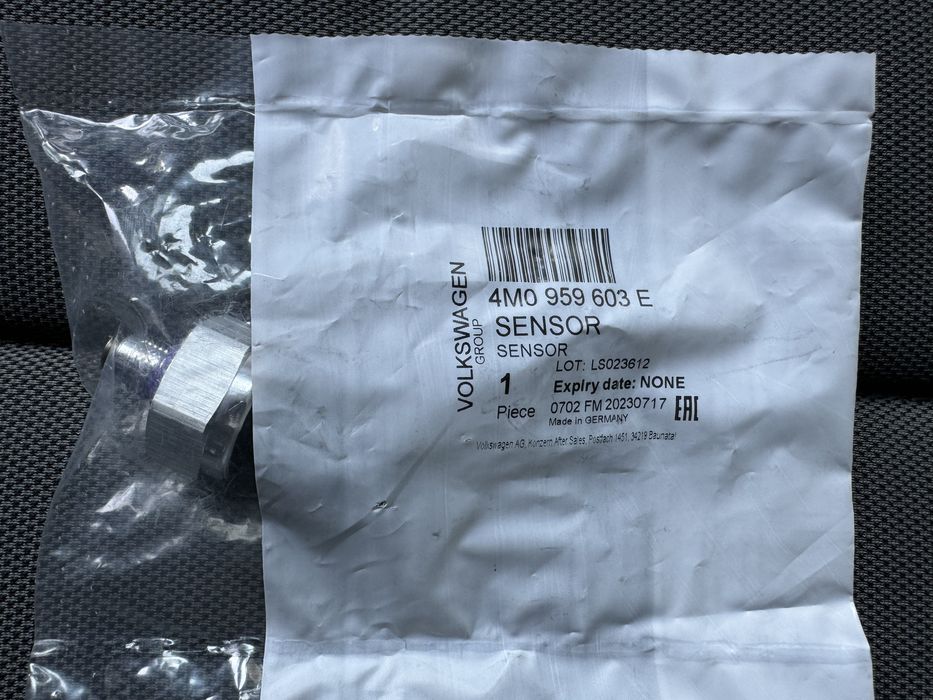 VOLKSWAGEN
GROUP
4M0 959 603 E
SENSOR
SENSOR
LOT: LS023612
1
Expiry date: NONE
Piece
0702 FM 20230717
EAC
Made in GERMANY
Volkswagen AG, Konzern After Sales, Postfach 1451, 34219 Baunatal